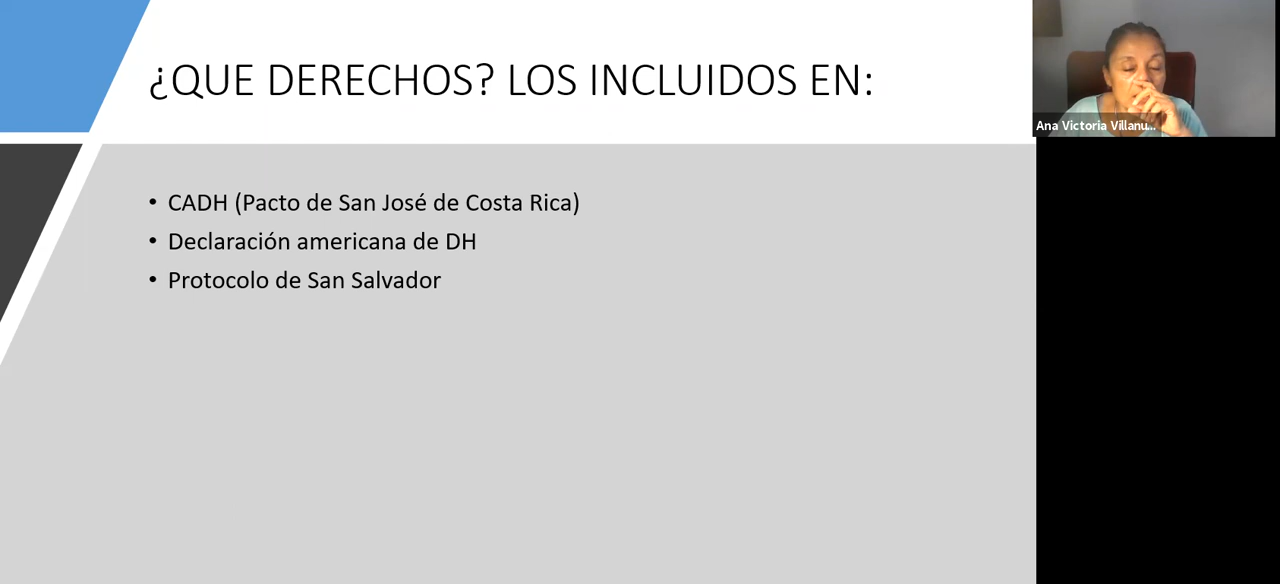 ¿QUE DERECHOS? LOS INCLUIDOS EN:
• CADH (Pacto de San José de Costa Rica)
• Declaración americana de DH
• Protocolo de San Salvador
Ana Victoria Villanu...